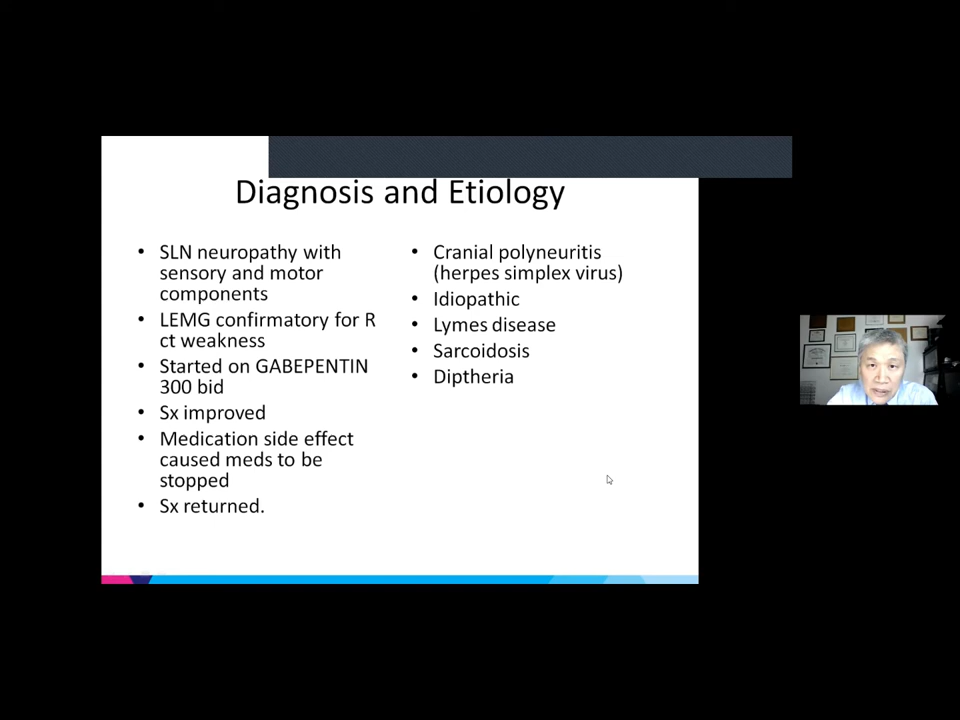 Diagnosis and Etiology
• SLN neuropathy with
sensory and motor
components
• LEMG confirmatory for R
ct weakness
• Started on GABEPENTIN
300 bid
• Sx improved
• Medication side effect
caused meds to be
stopped
• Sx returned.
• Cranial polyneuritis
(herpes simplex virus)
• Idiopathic
• Lymes disease
• Sarcoidosis
• Diptheria